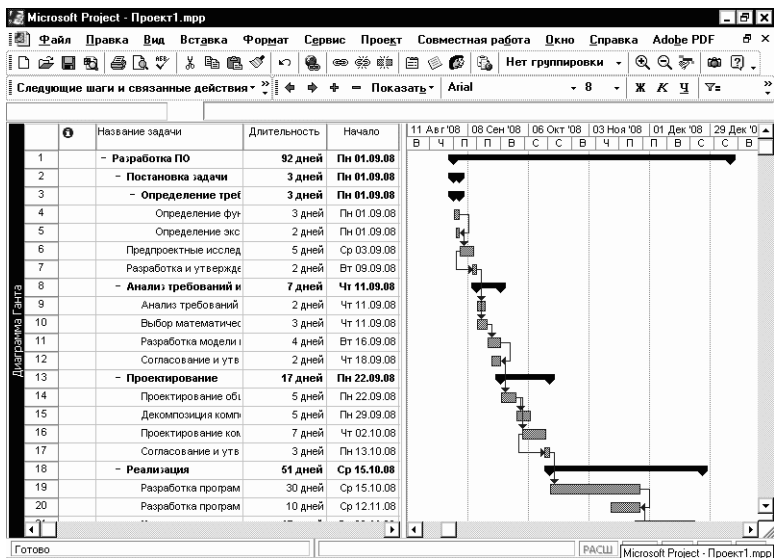 Microsoft Project - Проект1.mpp
Файл Правка Вид Вставка Формат Сервис Проект Совместная работа Окно Справка Adobe PDF
Нет группировки
Следующие шаги и связанные действия Показать Arial 8 Ж К Ч
Название задачи Длительность Начало 11 Авг '08 08 Сен '08 06 Окт '08 03 Ноя '08 01 Дек '08 29 Дек '0
В Ч П П В С С В Ч П П В С С В
1 − Разработка ПО 92 дней Пн 01.09.08
2 − Постановка задачи 3 дней Пн 01.09.08
3 − Определение треб 3 дней Пн 01.09.08
4 Определение фун 3 дней Пн 01.09.08
5 Определение экс 2 дней Пн 01.09.08
6 Предпроектные исслед 5 дней Ср 03.09.08
7 Разработка и утвержде 2 дней Вт 09.09.08
8 − Анализ требований и 7 дней Чт 11.09.08
9 Анализ требований 2 дней Чт 11.09.08
10 Выбор математичес 3 дней Чт 11.09.08
11 Разработка модели 4 дней Вт 16.09.08
12 Согласование и утв 2 дней Чт 18.09.08
13 − Проектирование 17 дней Пн 22.09.08
14 Проектирование общ 5 дней Пн 22.09.08
15 Декомпозиция комп 5 дней Пн 29.09.08
16 Проектирование ком 7 дней Чт 02.10.08
17 Согласование и утв 3 дней Пн 13.10.08
18 − Реализация 51 дней Ср 15.10.08
19 Разработка програм 30 дней Ср 15.10.08
20 Разработка програм 10 дней Ср 12.11.08
Диаграмма Ганта
Готово РАСШ Microsoft Project - Проект1.mpp